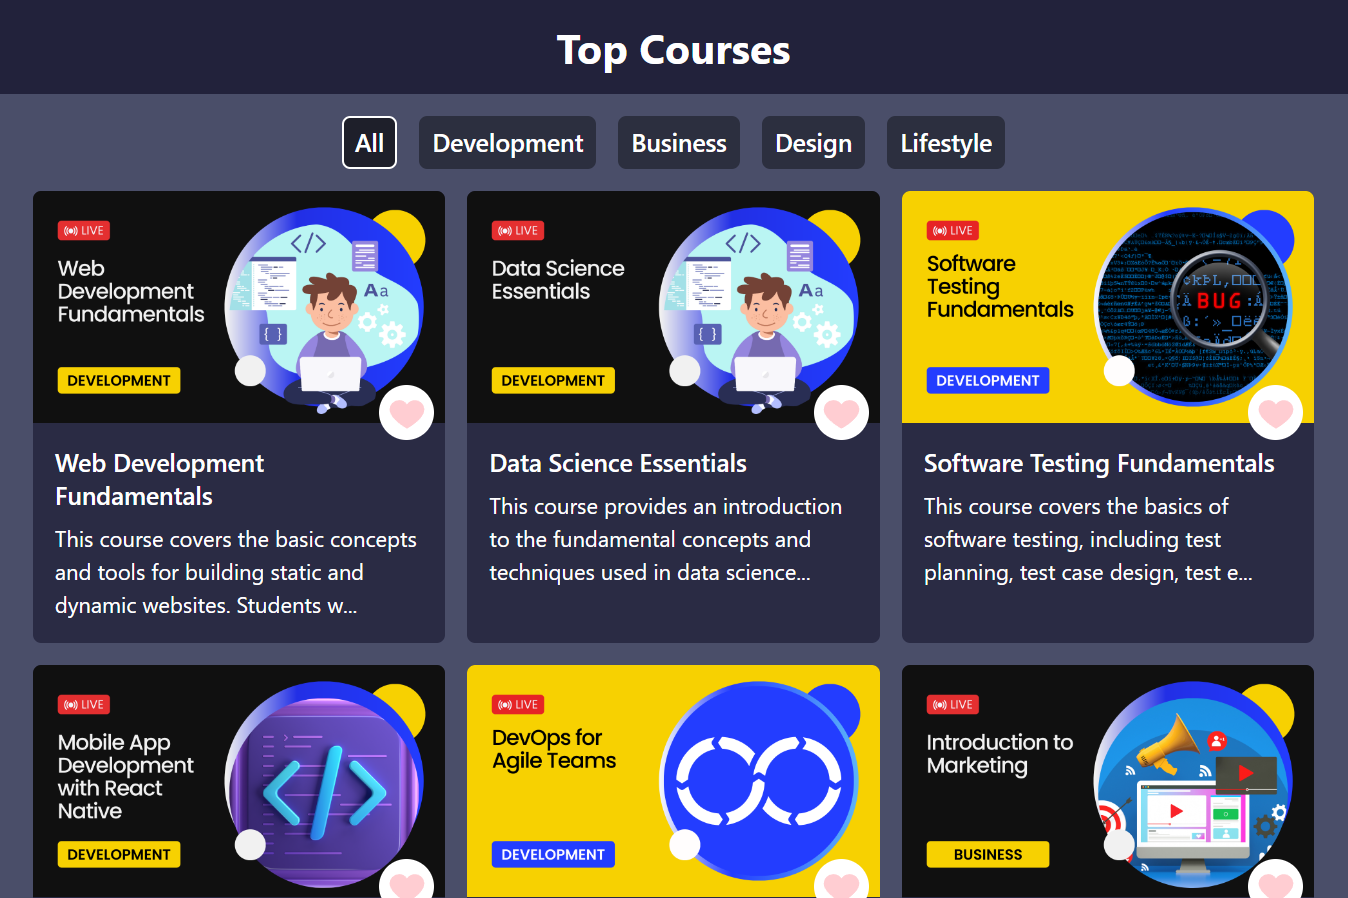 Top Courses
All Development Business Design Lifestyle
LIVE
Web
Development
Fundamentals
DEVELOPMENT
</>
Aa
{ }
Web Development
Fundamentals
This course covers the basic concepts
and tools for building static and
dynamic websites. Students w...
LIVE
Data Science
Essentials
DEVELOPMENT
</>
Aa
{ }
Data Science Essentials
This course provides an introduction
to the fundamental concepts and
techniques used in data science...
LIVE
Software
Testing
Fundamentals
DEVELOPMENT
BUG
Software Testing Fundamentals
This course covers the basics of
software testing, including test
planning, test case design, test e...
LIVE
Mobile App
Development
with React
Native
DEVELOPMENT
</>
LIVE
DevOps for
Agile Teams
DEVELOPMENT
LIVE
Introduction to
Marketing
BUSINESS